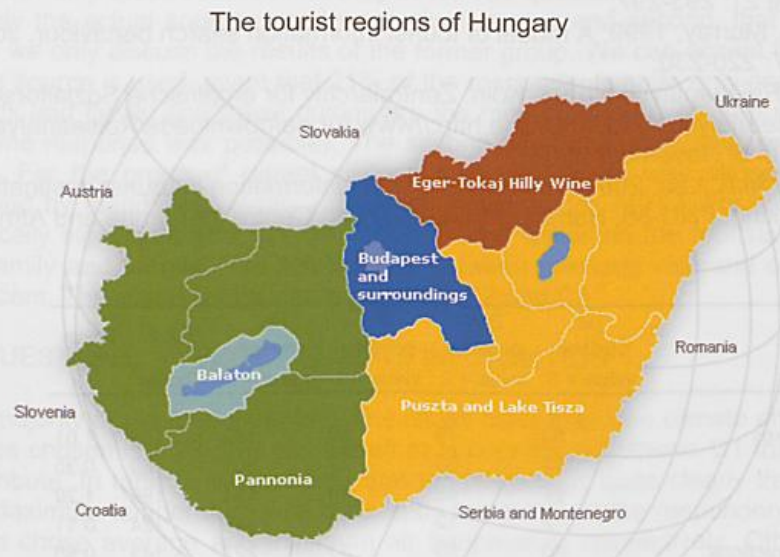 The tourist regions of Hungary
Ukraine
Slovakia
Eger-Tokaj Hilly Wine
Austria
Budapest
and
surroundings
Romania
Balaton
Puszta and Lake Tisza
Slovenia
Pannonia
Croatia
Serbia and Montenegro